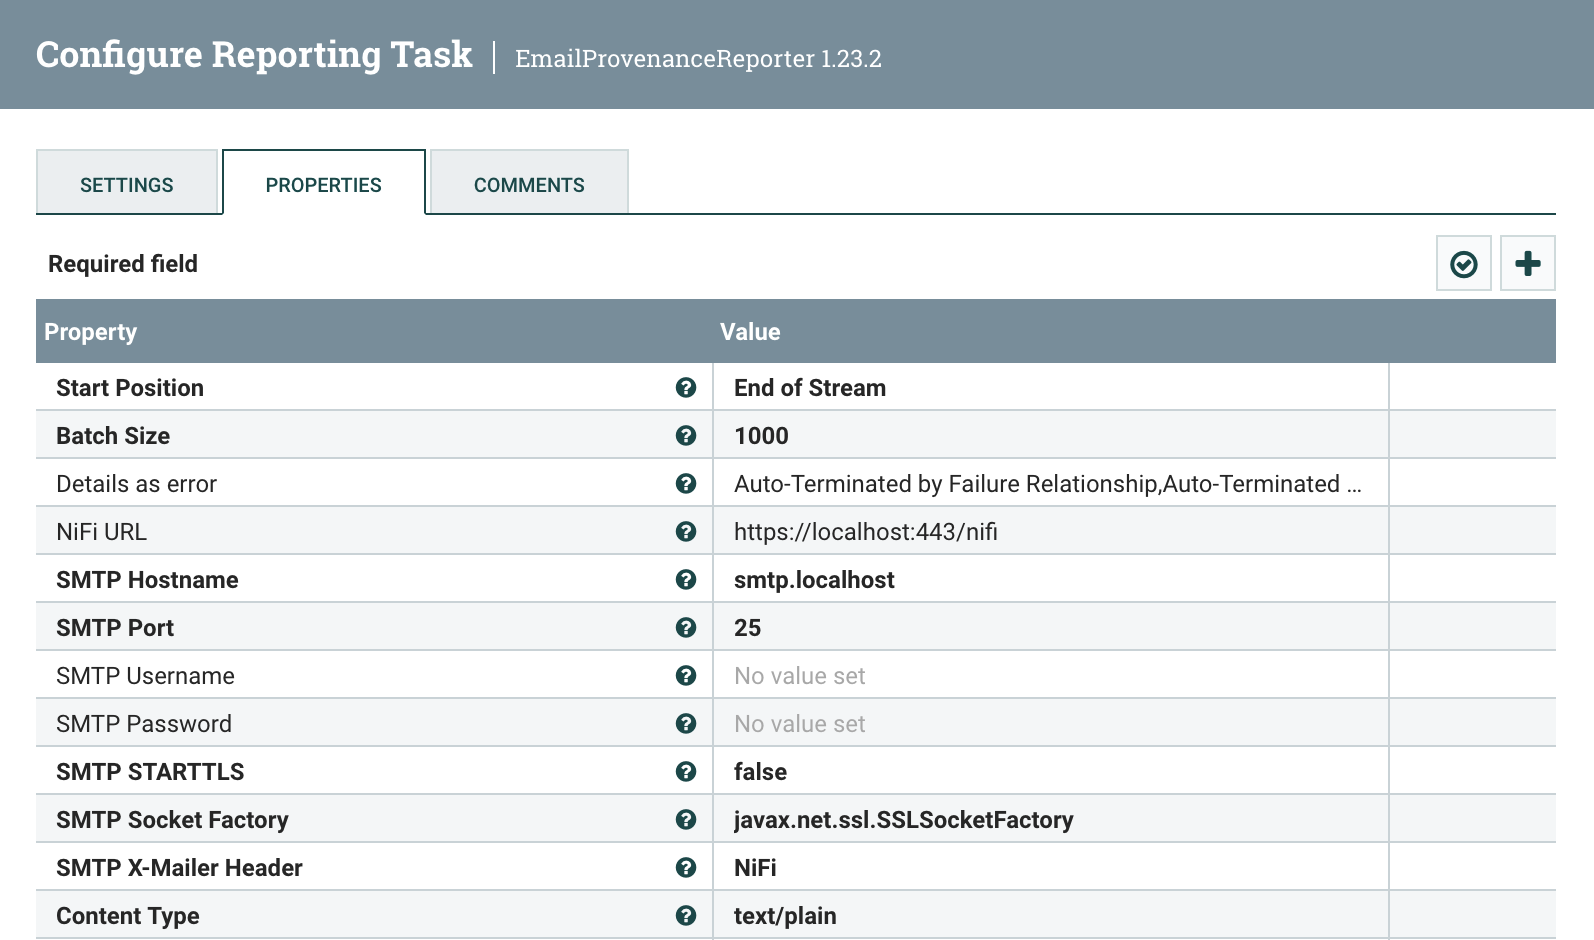 Configure Reporting Task | EmailProvenanceReporter 1.23.2
SETTINGS PROPERTIES COMMENTS
Required field
Property Value
Start Position End of Stream
Batch Size 1000
Details as error Auto-Terminated by Failure Relationship,Auto-Terminated ...
NiFi URL https://localhost:443/nifi
SMTP Hostname smtp.localhost
SMTP Port 25
SMTP Username No value set
SMTP Password No value set
SMTP STARTTLS false
SMTP Socket Factory javax.net.ssl.SSLSocketFactory
SMTP X-Mailer Header NiFi
Content Type text/plain